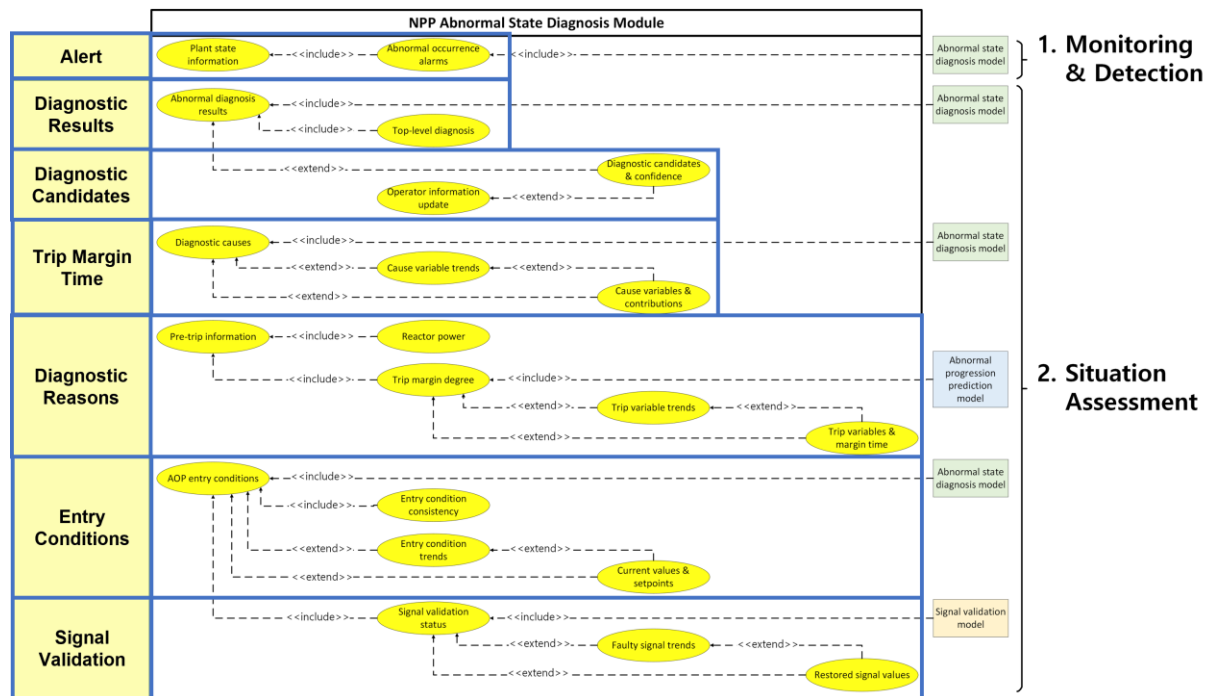 NPP Abnormal State Diagnosis Module
Alert
Plant state
information
<<include>>
Abnormal occurrence
alarms
<<include>>
Abnormal state
diagnosis model
1. Monitoring
& Detection
Diagnostic
Results
Abnormal diagnosis
results
<<include>>
Abnormal state
diagnosis model
<<include>>
Top-level diagnosis
Diagnostic
Candidates
<<extend>>
Diagnostic candidates
& confidence
Operator information
update
<<extend>>
Trip Margin
Time
Diagnostic causes
<<include>>
Abnormal state
diagnosis model
<<extend>>
Cause variable trends
<<extend>>
<<extend>>
Cause variables &
contributions
Diagnostic
Reasons
Pre-trip information
<<include>>
Reactor power
<<include>>
Trip margin degree
<<include>>
Abnormal
progression
prediction
model
2. Situation
Assessment
<<extend>>
Trip variable trends
<<extend>>
<<extend>>
Trip variables &
margin time
Entry
Conditions
AOP entry conditions
<<include>>
Abnormal state
diagnosis model
<<include>>
Entry condition
consistency
<<extend>>
Entry condition
trends
<<extend>>
<<extend>>
Current values &
setpoints
Signal
Validation
<<include>>
Signal validation
status
<<include>>
Signal validation
model
<<extend>>
Faulty signal trends
<<extend>>
<<extend>>
Restored signal values